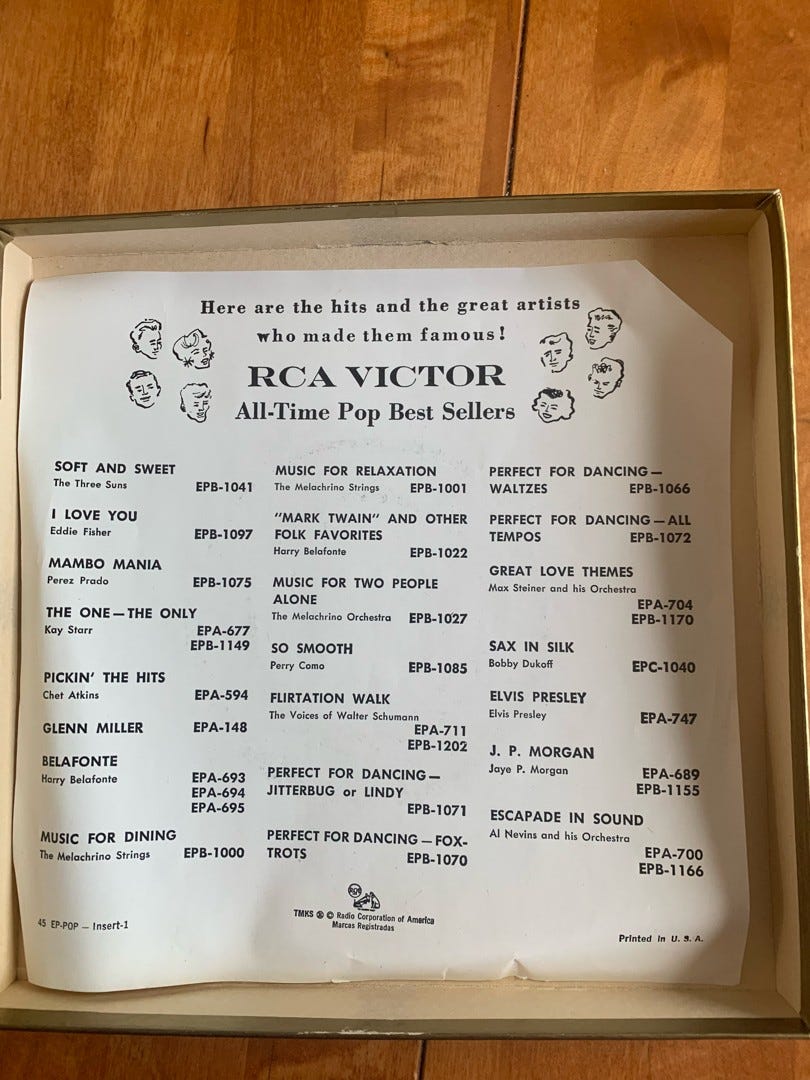 Here are the hits and the great artists
who made them famous!
RCA VICTOR
All-Time Pop Best Sellers
SOFT AND SWEET
The Three Suns EPB-1041
I LOVE YOU
Eddie Fisher EPB-1097
MAMBO MANIA
Perez Prado EPB-1075
THE ONE—THE ONLY
Kay Starr EPA-677
EPB-1149
PICKIN' THE HITS
Chet Atkins EPA-594
GLENN MILLER EPA-148
BELAFONTE
Harry Belafonte EPA-693
EPA-694
EPA-695
MUSIC FOR DINING
The Melachrino Strings EPB-1000
MUSIC FOR RELAXATION
The Melachrino Strings EPB-1001
"MARK TWAIN" AND OTHER
FOLK FAVORITES
Harry Belafonte EPB-1022
MUSIC FOR TWO PEOPLE
ALONE
The Melachrino Orchestra EPB-1027
SO SMOOTH
Perry Como EPB-1085
FLIRTATION WALK
The Voices of Walter Schumann
EPA-711
EPB-1202
PERFECT FOR DANCING—
JITTERBUG or LINDY
EPB-1071
PERFECT FOR DANCING—FOX-
TROTS EPB-1070
PERFECT FOR DANCING—
WALTZES EPB-1066
PERFECT FOR DANCING—ALL
TEMPOS EPB-1072
GREAT LOVE THEMES
Max Steiner and his Orchestra
EPA-704
EPB-1170
SAX IN SILK
Bobby Dukoff EPC-1040
ELVIS PRESLEY
Elvis Presley EPA-747
J. P. MORGAN
Jaye P. Morgan EPA-689
EPB-1155
ESCAPADE IN SOUND
Al Nevins and his Orchestra
EPA-700
EPB-1166
RCA
TMKS ® © Radio Corporation of America
Marcas Registradas
45 EP-POP — Insert-1
Printed in U. S. A.